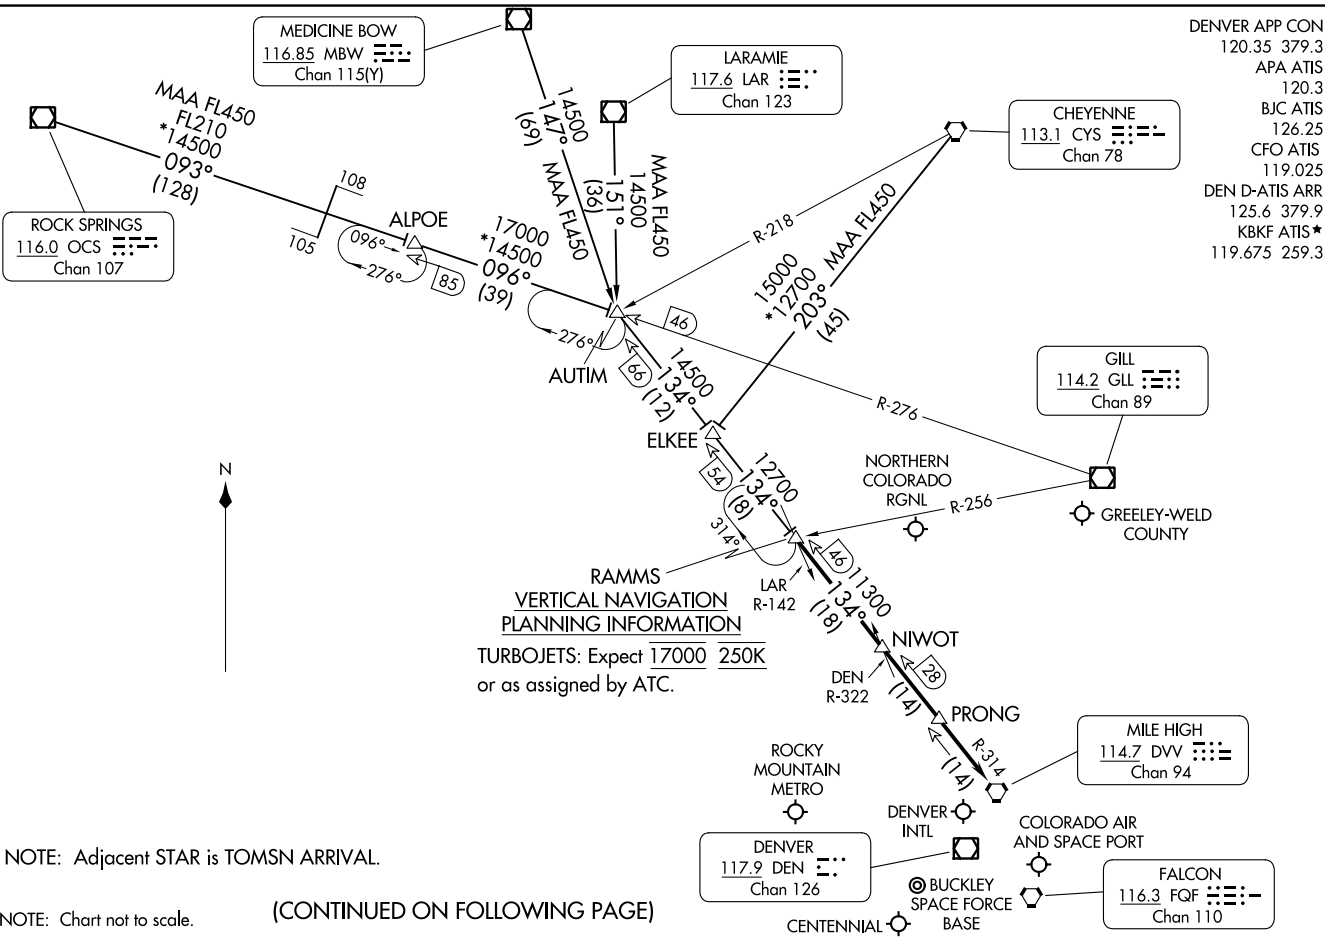 MEDICINE BOW
116.85 MBW
Chan 115(Y)
LARAMIE
117.6 LAR
Chan 123
DENVER APP CON
120.35 379.3
APA ATIS
120.3
BJC ATIS
126.25
CFO ATIS
119.025
DEN D-ATIS ARR
125.6 379.9
KBKF ATIS★
119.675 259.3
CHEYENNE
113.1 CYS
Chan 78
MAA FL450
FL210
*14500
093°
(128)
14500
147°
(69)
MAA FL450
MAA FL450
14500
151°
(36)
ROCK SPRINGS
116.0 OCS
Chan 107
108
105
ALPOE
096°
276°
85
17000
*14500
096°
(39)
R-218
MAA FL450
15000
*12700
203°
(45)
276°
AUTIM
46
66
14500
134°
(12)
GILL
114.2 GLL
Chan 89
R-276
ELKEE
54
12700
134°
(8)
314°
N
NORTHERN
COLORADO
RGNL
R-256
GREELEY-WELD
COUNTY
RAMMS
VERTICAL NAVIGATION
PLANNING INFORMATION
TURBOJETS: Expect 17000 250K
or as assigned by ATC.
LAR
R-142
46
11300
134°
(18)
NIWOT
DEN
R-322
28
(14)
PRONG
R-314
(14)
MILE HIGH
114.7 DVV
Chan 94
ROCKY
MOUNTAIN
METRO
DENVER
INTL
COLORADO AIR
AND SPACE PORT
DENVER
117.9 DEN
Chan 126
BUCKLEY
SPACE FORCE
BASE
FALCON
116.3 FQF
Chan 110
CENTENNIAL
NOTE: Adjacent STAR is TOMSN ARRIVAL.
NOTE: Chart not to scale.
(CONTINUED ON FOLLOWING PAGE)